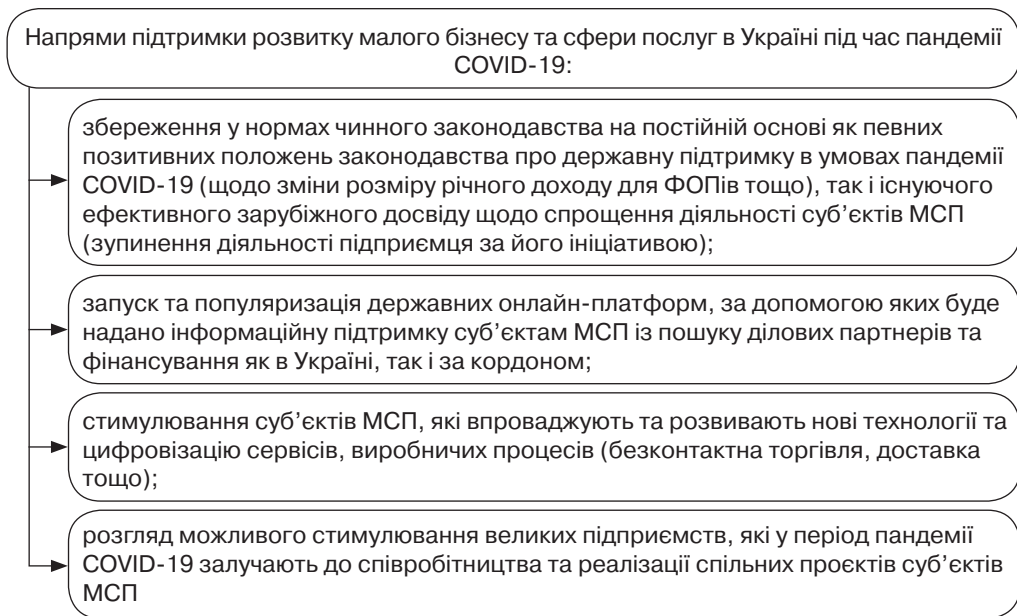 Напрями підтримки розвитку малого бізнесу та сфери послуг в Україні під час пандемії
COVID-19:
збереження у нормах чинного законодавства на постійній основі як певних
позитивних положень законодавства про державну підтримку в умовах пандемії
COVID-19 (щодо зміни розміру річного доходу для ФОПів тощо), так і існуючого
ефективного зарубіжного досвіду щодо спрощення діяльності суб’єктів МСП
(зупинення діяльності підприємця за його ініціативою);
запуск та популяризація державних онлайн-платформ, за допомогою яких буде
надано інформаційну підтримку суб’єктам МСП із пошуку ділових партнерів та
фінансування як в Україні, так і за кордоном;
стимулювання суб’єктів МСП, які впроваджують та розвивають нові технології та
цифровізацію сервісів, виробничих процесів (безконтактна торгівля, доставка
тощо);
розгляд можливого стимулювання великих підприємств, які у період пандемії
COVID-19 залучають до співробітництва та реалізації спільних проєктів суб’єктів
МСП